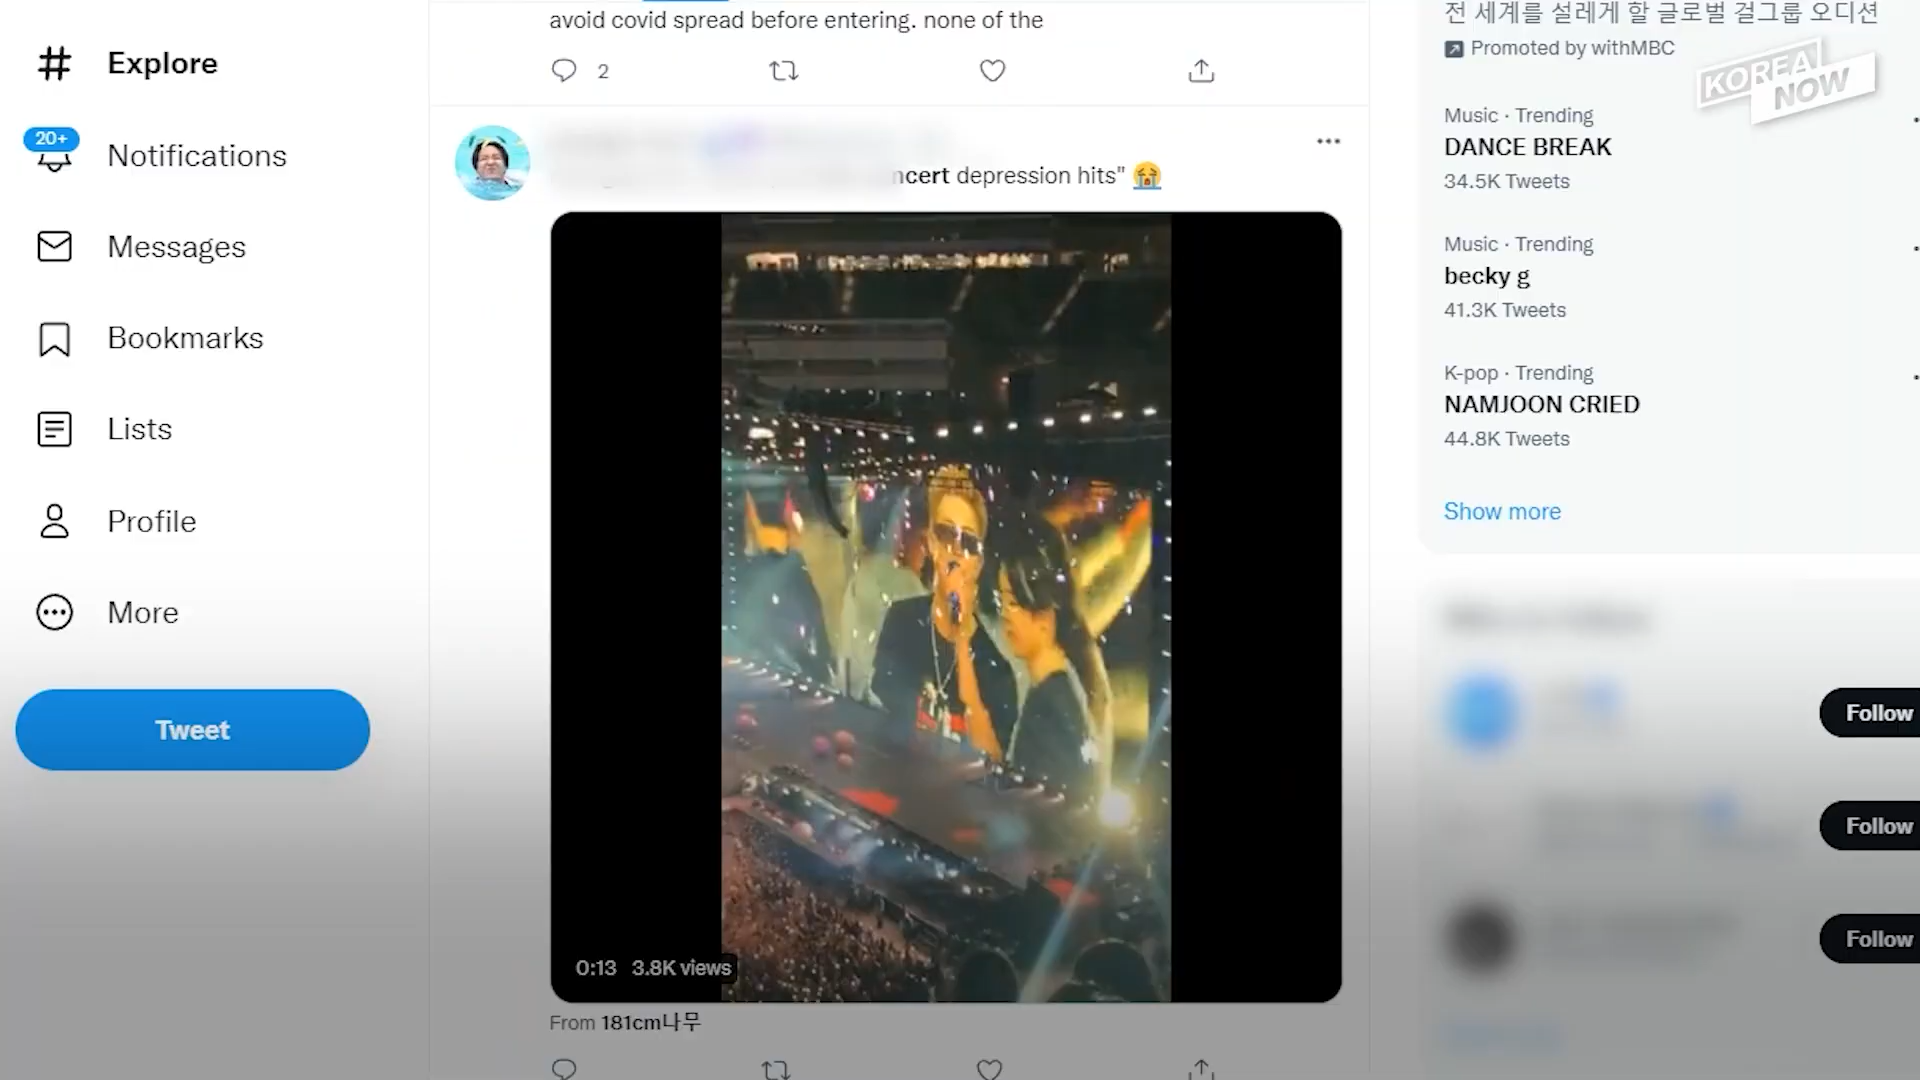 Explore
20+
Notifications
Messages
Bookmarks
Lists
Profile
More
Tweet
avoid covid spread before entering. none of the
2
ncert depression hits"
0:13 3.8K views
From 181cm나무
전 세계를 설레게 할 글로벌 걸그룹 오디션
Promoted by withMBC
KOREA
NOW
Music · Trending
DANCE BREAK
34.5K Tweets
Music · Trending
becky g
41.3K Tweets
K-pop · Trending
NAMJOON CRIED
44.8K Tweets
Show more
Follow
Follow
Follow